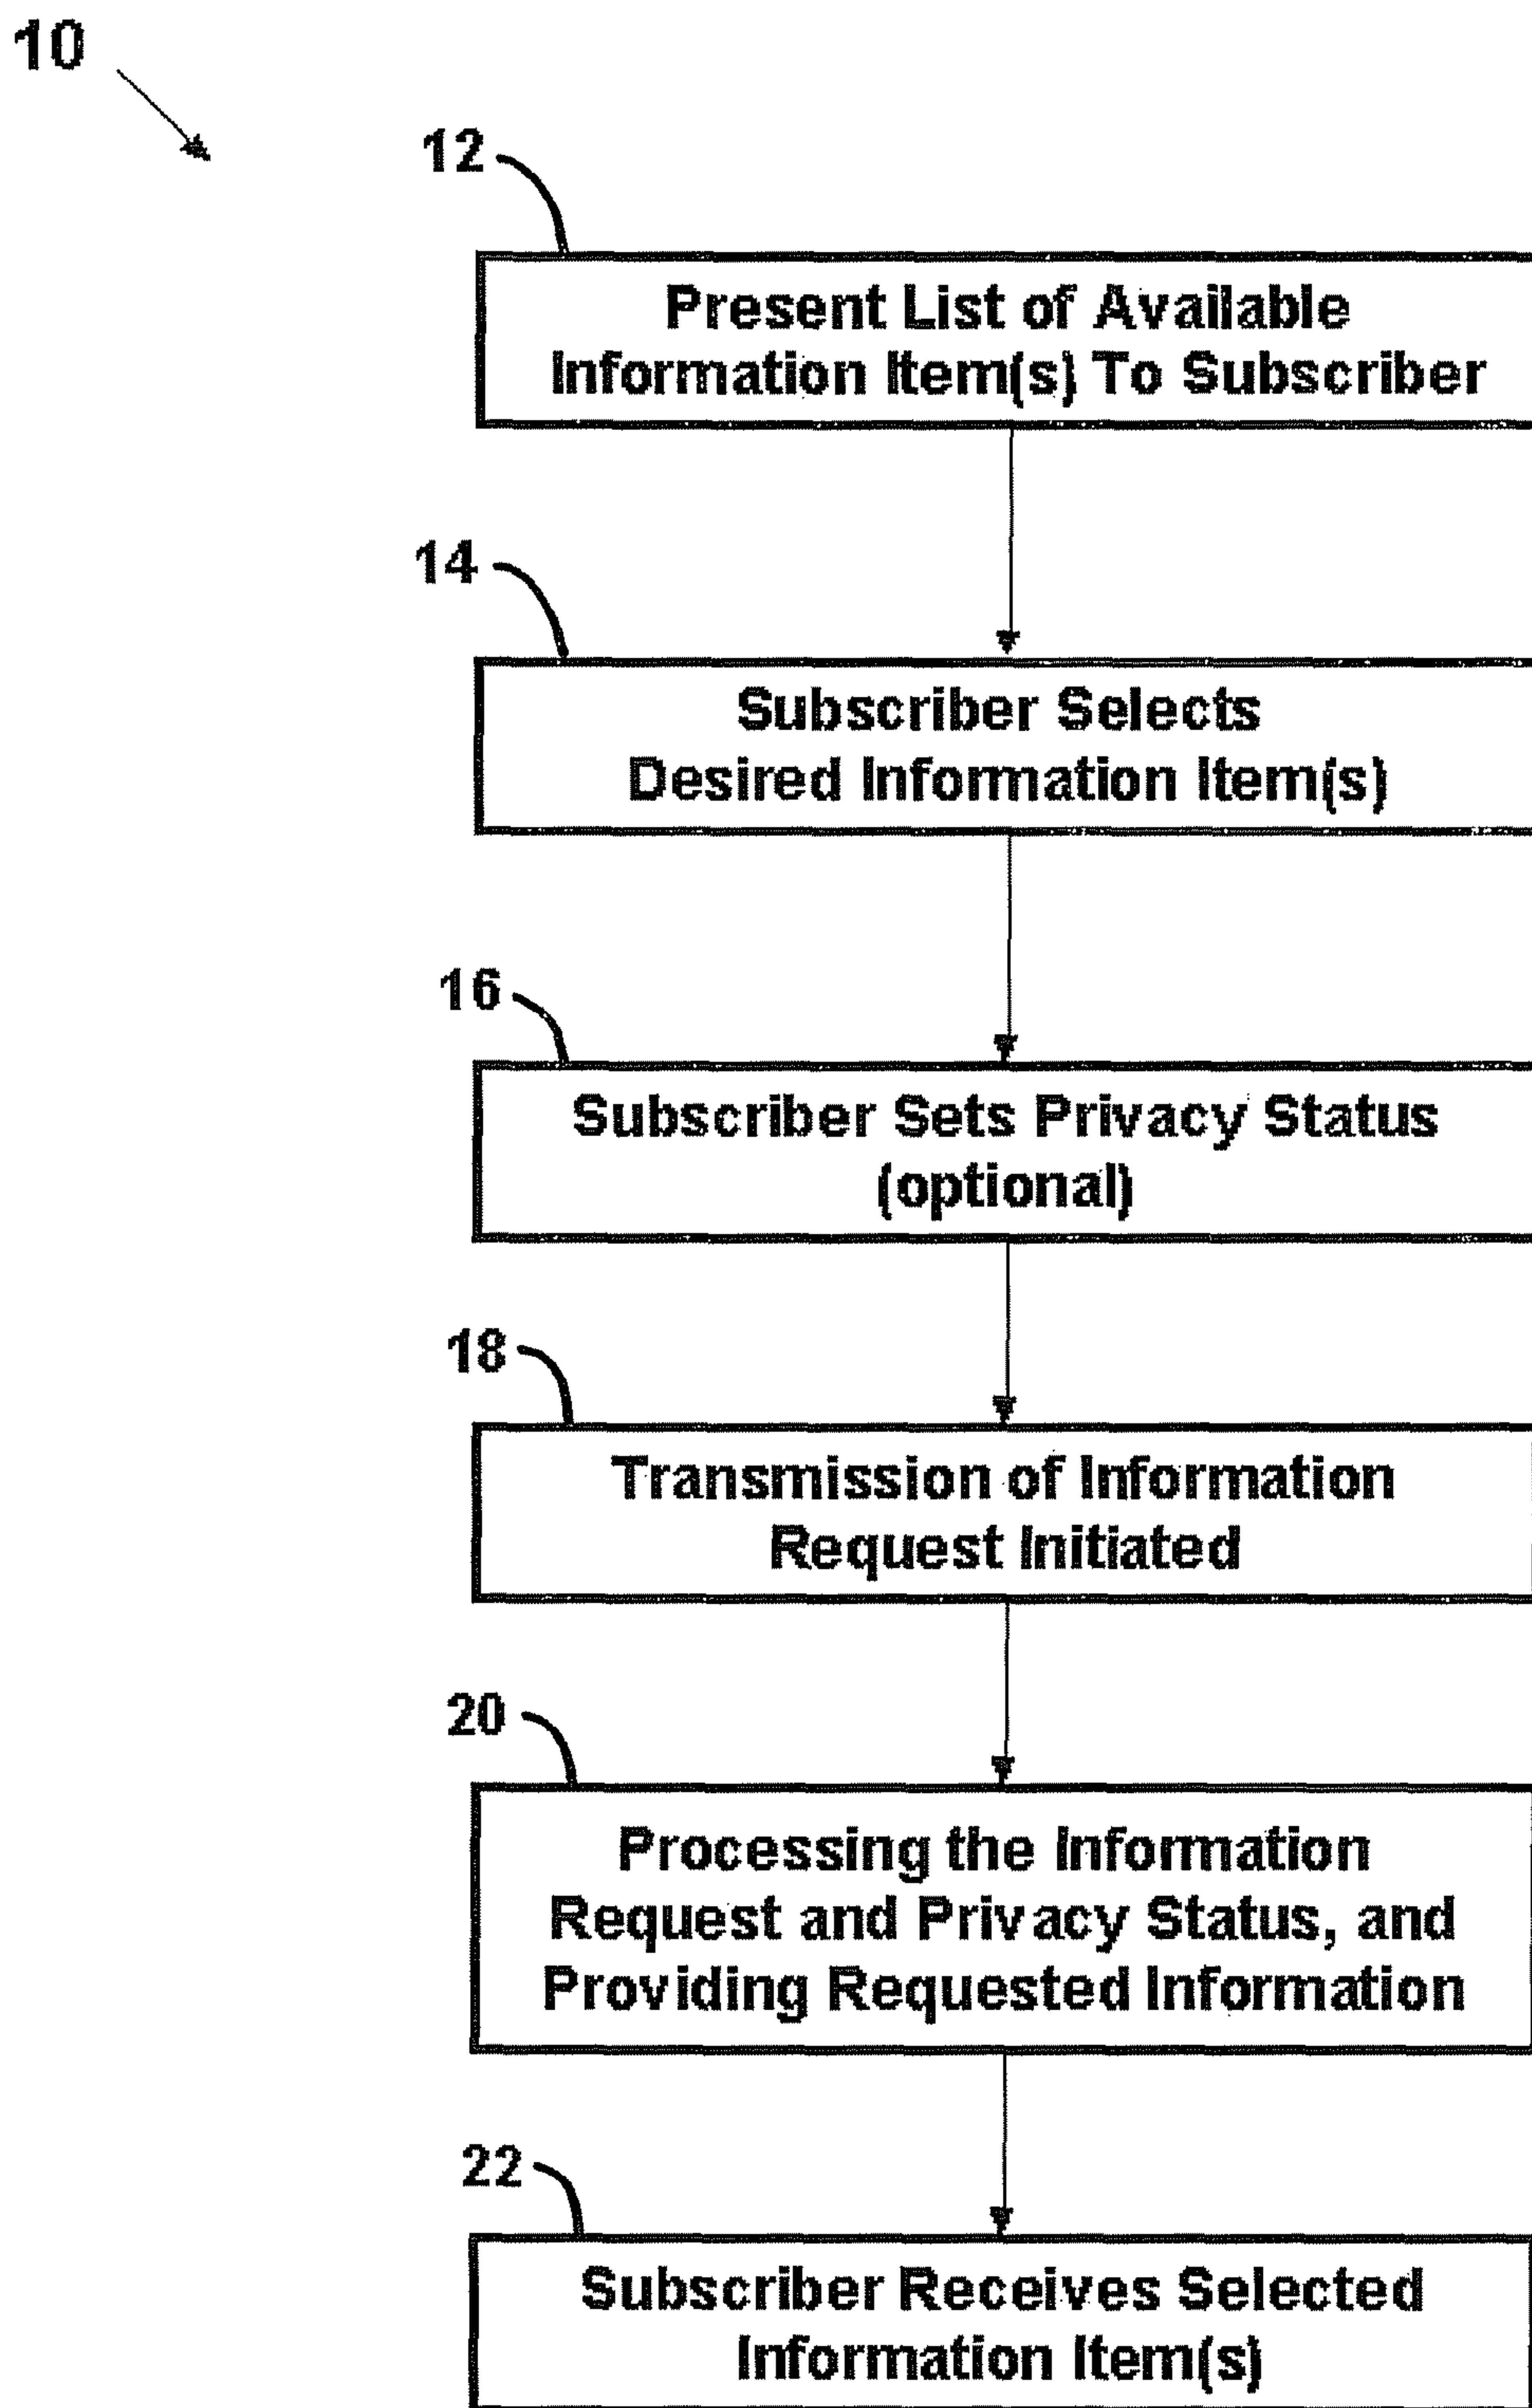 10
12
Present List of Available
Information Item(s) To Subscriber
14
Subscriber Selects
Desired Information Item(s)
16
Subscriber Sets Privacy Status
(optional)
18
Transmission of Information
Request Initiated
20
Processing the Information
Request and Privacy Status, and
Providing Requested Information
22
Subscriber Receives Selected
Information Item(s)